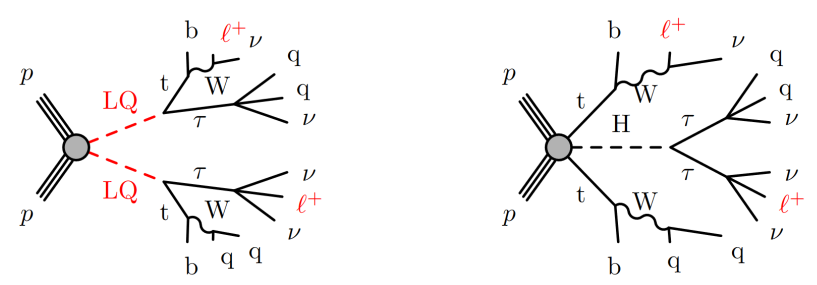 b ℓ+ ν
t W q
p q
LQ τ ν
LQ τ ν
p t W ℓ+
ν
b q q
b ℓ+ ν
W q
p t q
H τ ν
τ ν
p t W ℓ+
ν
b q q